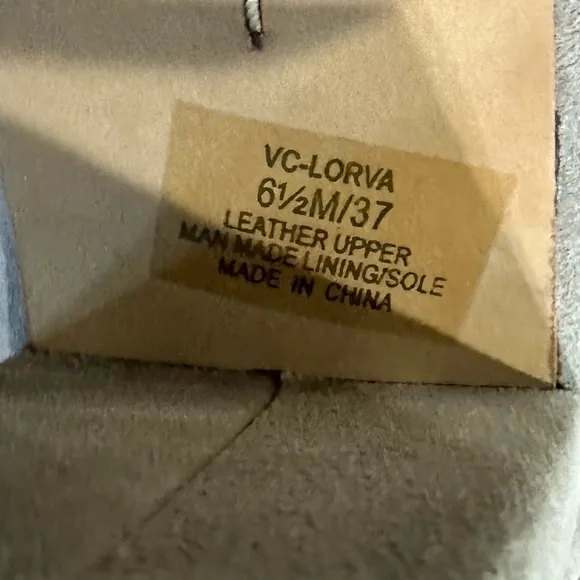 VC-LORVA
6½M/37
LEATHER UPPER
MAN MADE LINING/SOLE
MADE IN CHINA